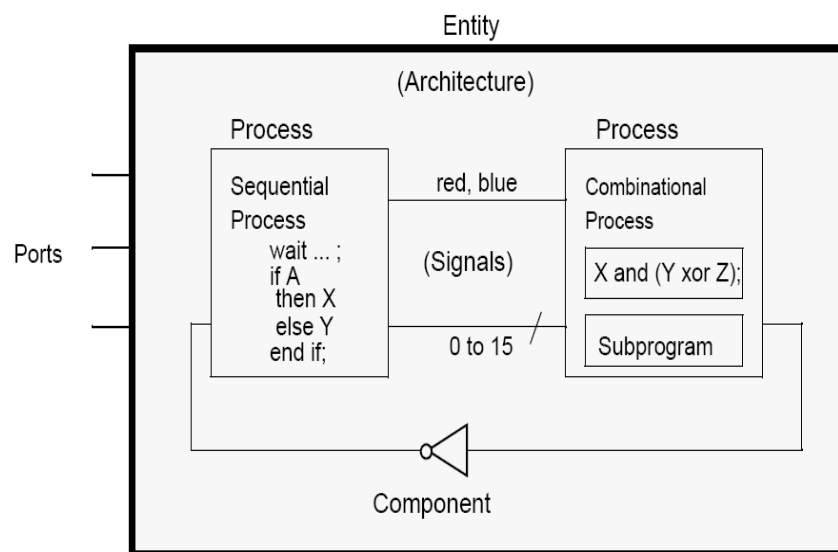 Entity
(Architecture)
Process
Sequential
Process
wait ... ;
if A
then X
else Y
end if;
red, blue
(Signals)
0 to 15
Process
Combinational
Process
X and (Y xor Z);
Subprogram
Ports
Component